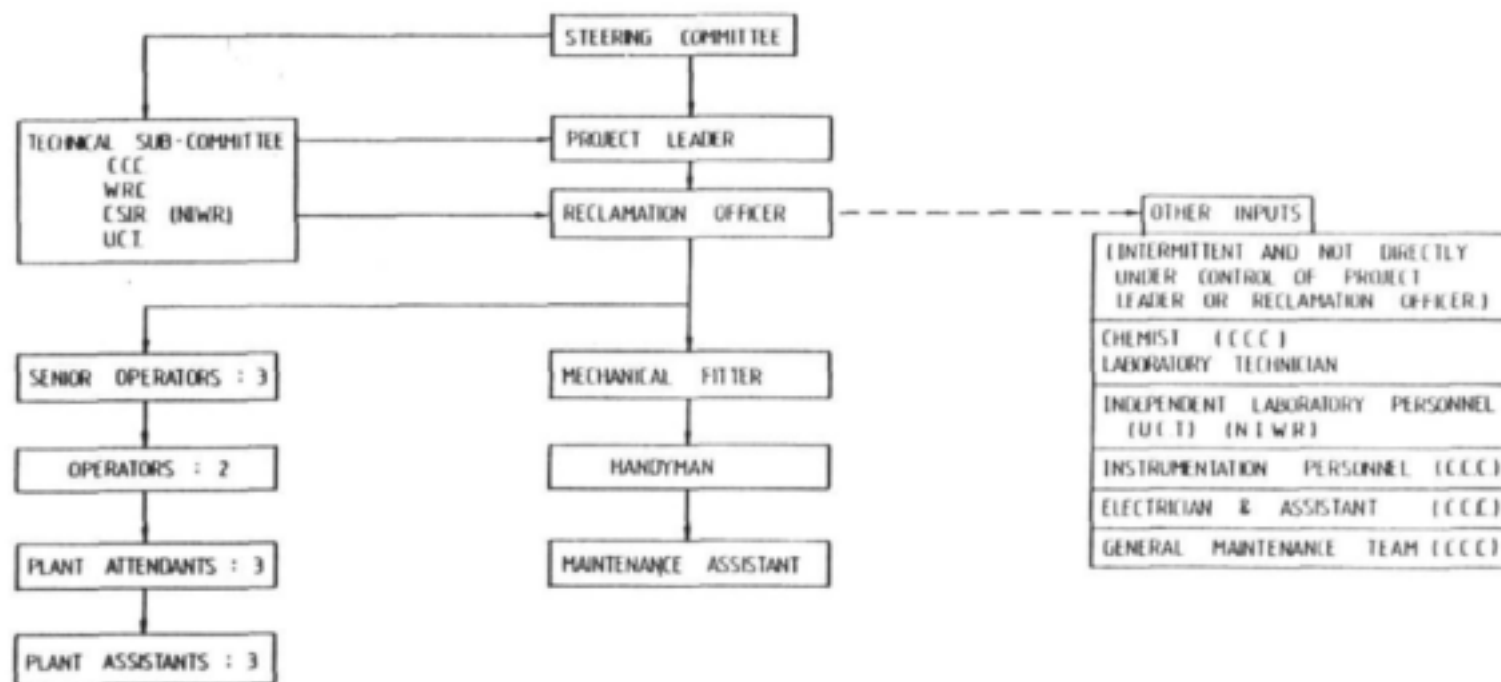 STEERING COMMITTEE
TECHNICAL SUB-COMMITTEE
CCC.
WRC
CSIR (NIWR)
UCT.
PROJECT LEADER
RECLAMATION OFFICER
OTHER INPUTS
(INTERMITTENT AND NOT DIRECTLY
UNDER CONTROL OF PROJECT
LEADER OR RECLAMATION OFFICER.)
CHEMIST (CCC)
LABORATORY TECHNICIAN
INDEPENDENT LABORATORY PERSONNEL
(UCT) (NIWR)
INSTRUMENTATION PERSONNEL (CCC)
ELECTRICIAN & ASSISTANT (CCC)
GENERAL MAINTENANCE TEAM (CCC)
SENIOR OPERATORS : 3
OPERATORS : 2
PLANT ATTENDANTS : 3
PLANT ASSISTANTS : 3
MECHANICAL FITTER
HANDYMAN
MAINTENANCE ASSISTANT